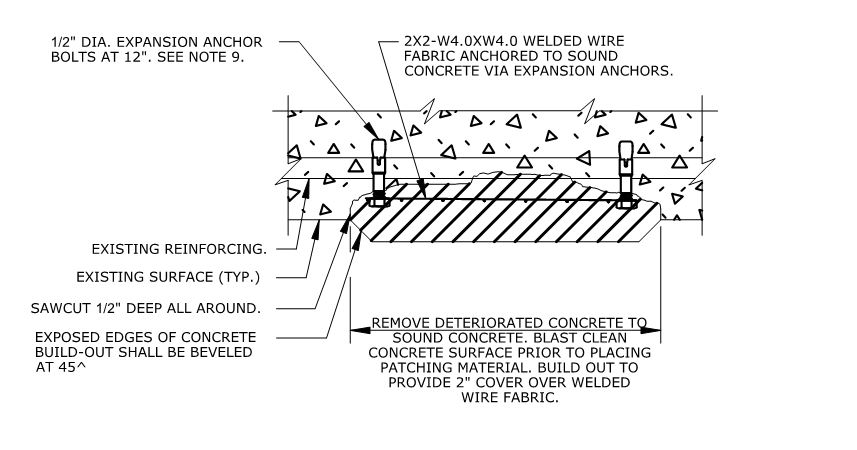 1/2" DIA. EXPANSION ANCHOR
BOLTS AT 12". SEE NOTE 9.
2X2-W4.0XW4.0 WELDED WIRE
FABRIC ANCHORED TO SOUND
CONCRETE VIA EXPANSION ANCHORS.
EXISTING REINFORCING.
EXISTING SURFACE (TYP.)
SAWCUT 1/2" DEEP ALL AROUND.
EXPOSED EDGES OF CONCRETE
BUILD-OUT SHALL BE BEVELED
AT 45^
REMOVE DETERIORATED CONCRETE TO
SOUND CONCRETE. BLAST CLEAN
CONCRETE SURFACE PRIOR TO PLACING
PATCHING MATERIAL. BUILD OUT TO
PROVIDE 2" COVER OVER WELDED
WIRE FABRIC.